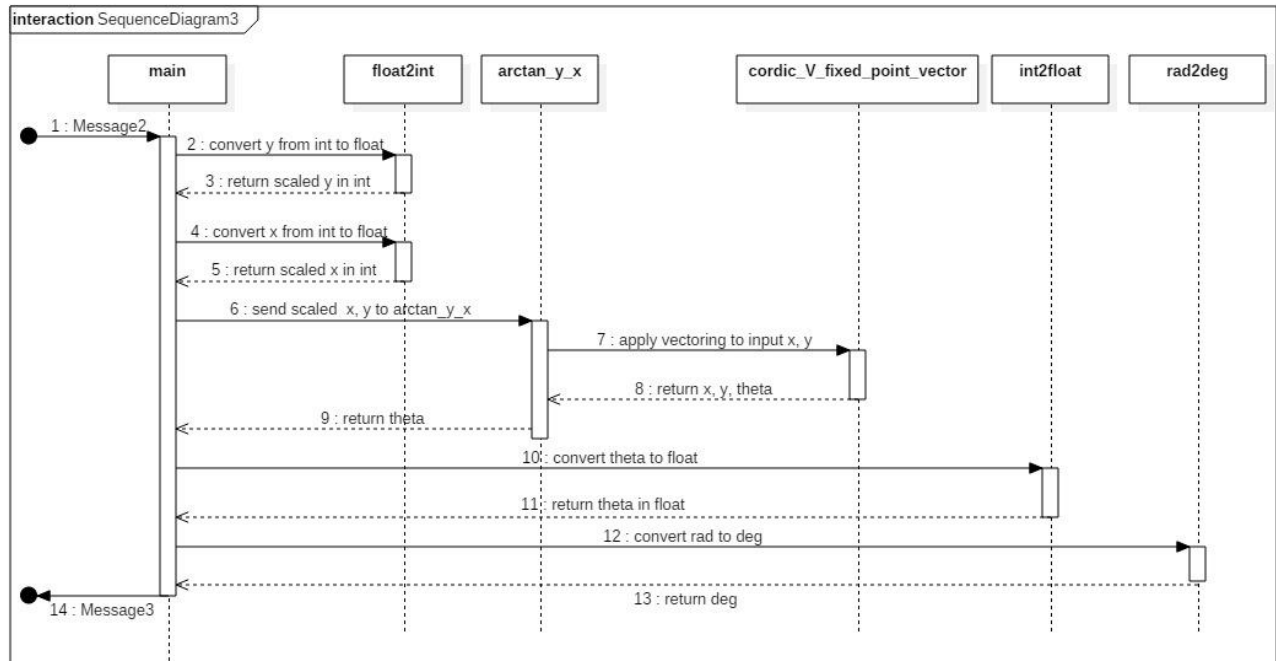 interaction SequenceDiagram3
main
float2int
arctan_y_x
cordic_V_fixed_point_vector
int2float
rad2deg
1 : Message2
2 : convert y from int to float
3 : return scaled y in int
4 : convert x from int to float
5 : return scaled x in int
6 : send scaled x, y to arctan_y_x
7 : apply vectoring to input x, y
8 : return x, y, theta
9 : return theta
10 : convert theta to float
11 : return theta in float
12 : convert rad to deg
13 : return deg
14 : Message3